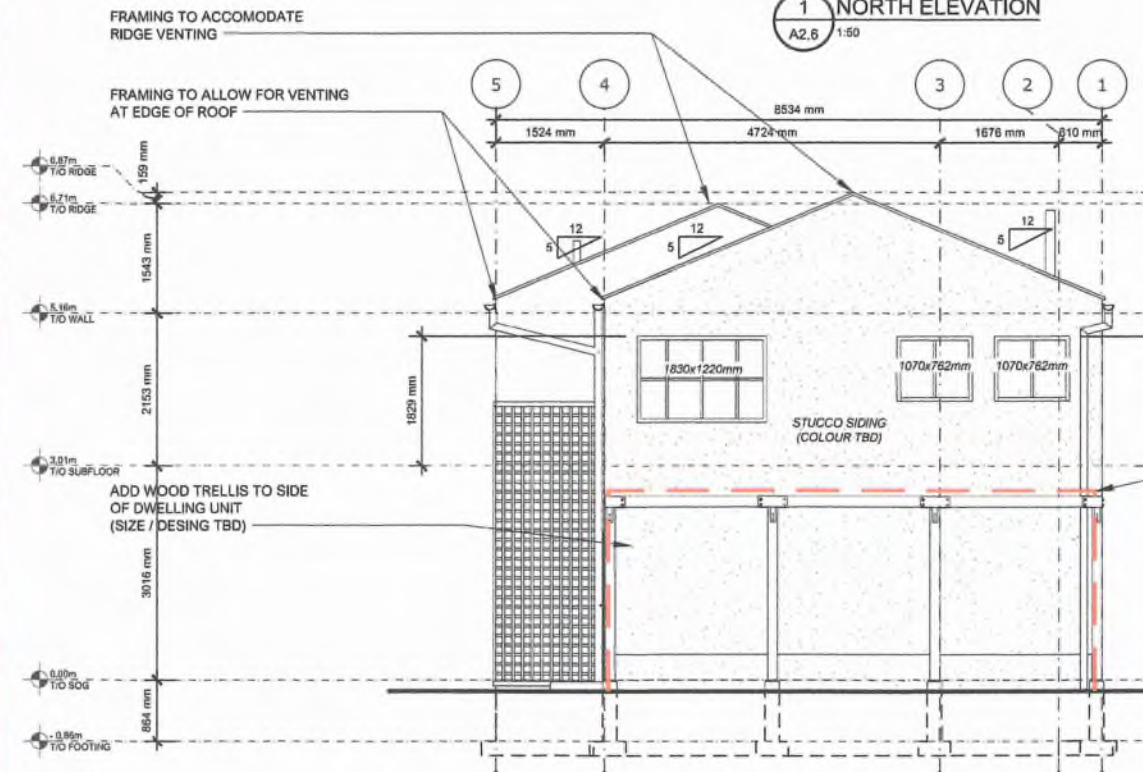 FRAMING TO ACCOMODATE
RIDGE VENTING
1
NORTH ELEVATION
A2.6
1:50
FRAMING TO ALLOW FOR VENTING
AT EDGE OF ROOF
5
4
3
2
1
8534 mm
1524 mm
4724 mm
1676 mm
610 mm
6.87m
T/O RIDGE
159 mm
6.71m
T/O RIDGE
12
5
12
5
12
5
1543 mm
5.16m
T/O WALL
1830x1220mm
1070x762mm
1070x762mm
2153 mm
1829 mm
STUCCO SIDING
(COLOUR TBD)
3.01m
T/O SUBFLOOR
ADD WOOD TRELLIS TO SIDE
OF DWELLING UNIT
(SIZE / DESING TBD)
3016 mm
0.00m
T/O SOG
864 mm
- 0.86m
T/O FOOTING